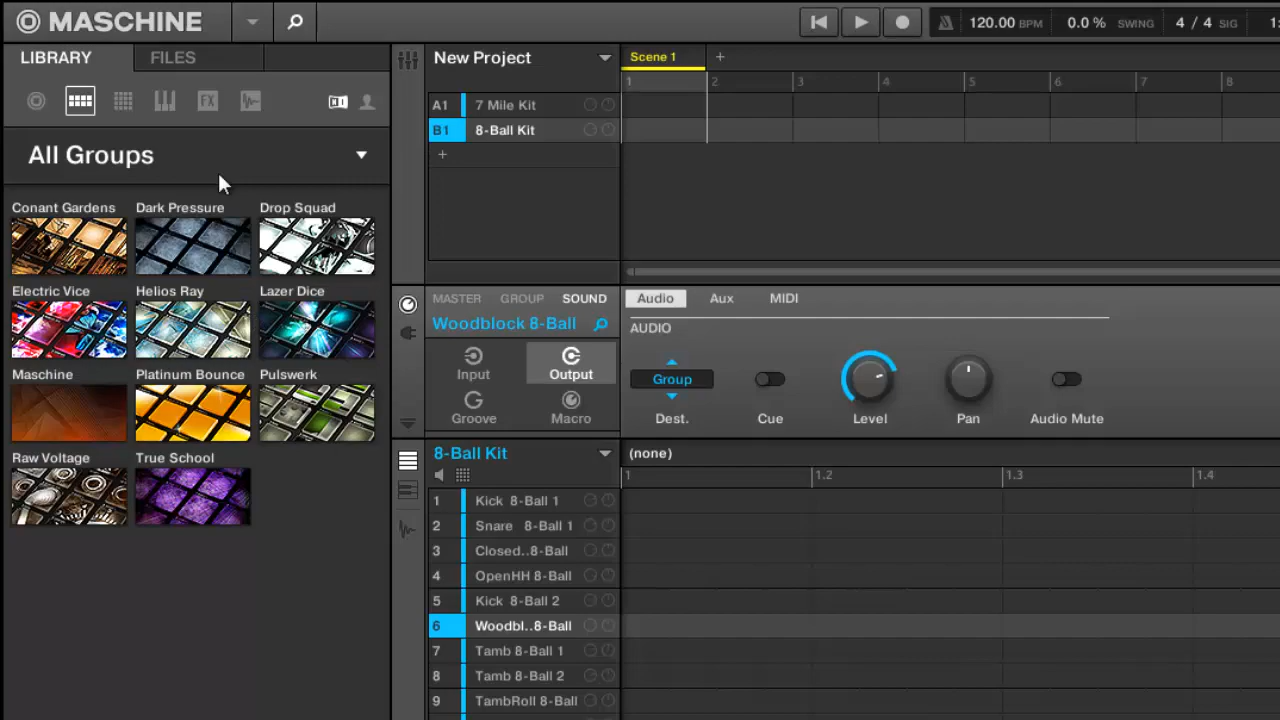 MASCHINE
120.00 BPM 0.0 % SWING 4 / 4 SIG
LIBRARY FILES
All Groups
Conant Gardens Dark Pressure Drop Squad
Electric Vice Helios Ray Lazer Dice
Maschine Platinum Bounce Pulswerk
Raw Voltage True School
New Project
A1 7 Mile Kit
B1 8-Ball Kit
+
Scene 1 +
1 2 3 4 5 6 7 8
MASTER GROUP SOUND
Woodblock 8-Ball
Input Output
Groove Macro
Audio Aux MIDI
AUDIO
Group
Dest. Cue Level Pan Audio Mute
8-Ball Kit
(none)
1 1.2 1.3 1.4
1 Kick 8-Ball 1
2 Snare 8-Ball 1
3 Closed..8-Ball
4 OpenHH 8-Ball
5 Kick 8-Ball 2
6 Woodbl..8-Ball
7 Tamb 8-Ball 1
8 Tamb 8-Ball 2
9 TambRoll 8-Ball